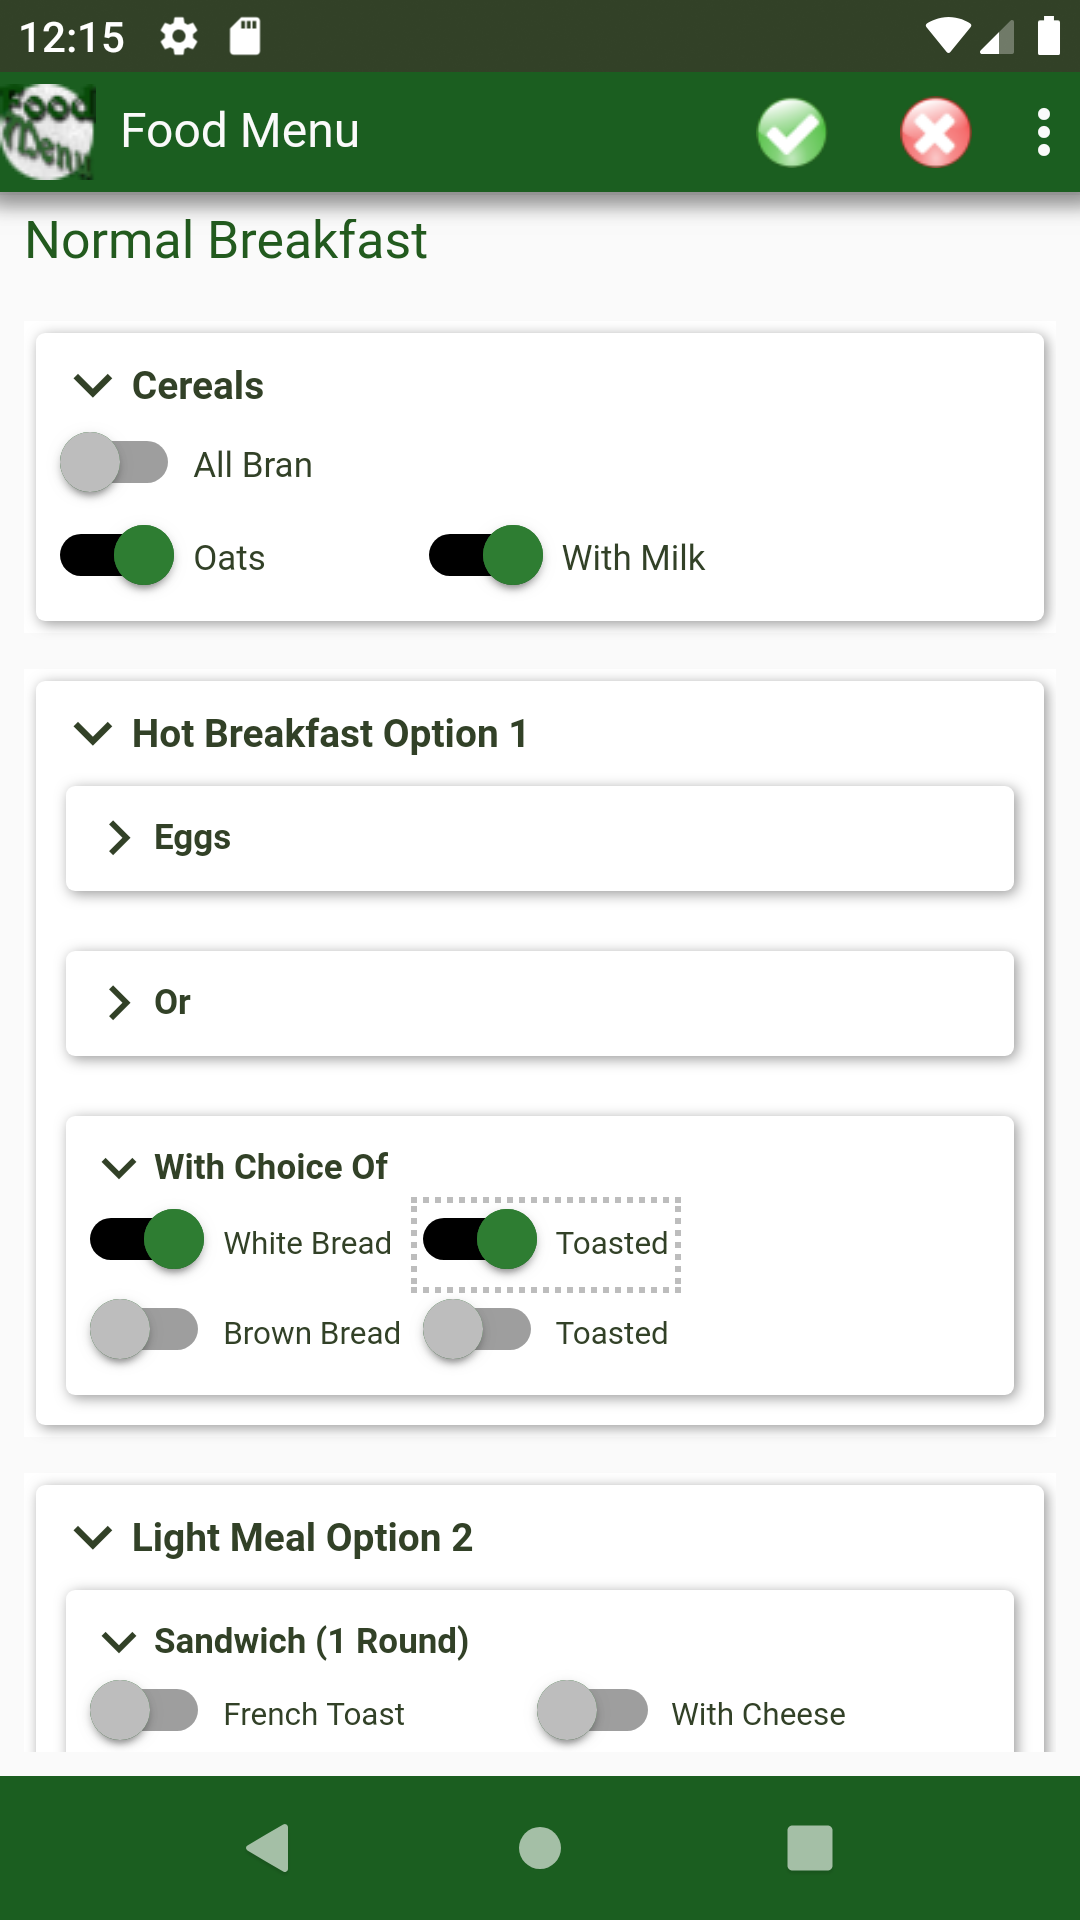 12:15
Food Menu
Food Menu
Normal Breakfast
Cereals
All Bran
Oats
With Milk
Hot Breakfast Option 1
Eggs
Or
With Choice Of
White Bread
Toasted
Brown Bread
Toasted
Light Meal Option 2
Sandwich (1 Round)
French Toast
With Cheese